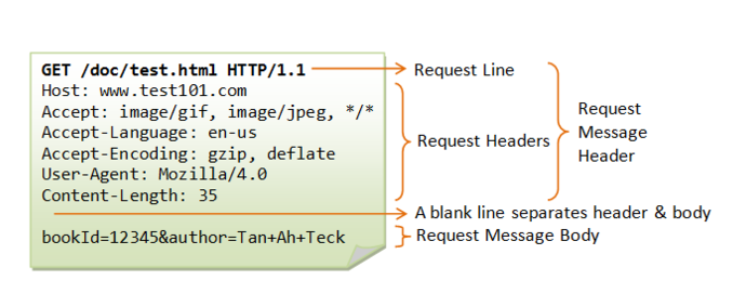 GET /doc/test.html HTTP/1.1
Request Line
Host: www.test101.com
Accept: image/gif, image/jpeg, */*
Accept-Language: en-us
Accept-Encoding: gzip, deflate
User-Agent: Mozilla/4.0
Content-Length: 35
Request Headers
Request
Message
Header
A blank line separates header & body
bookId=12345&author=Tan+Ah+Teck
Request Message Body